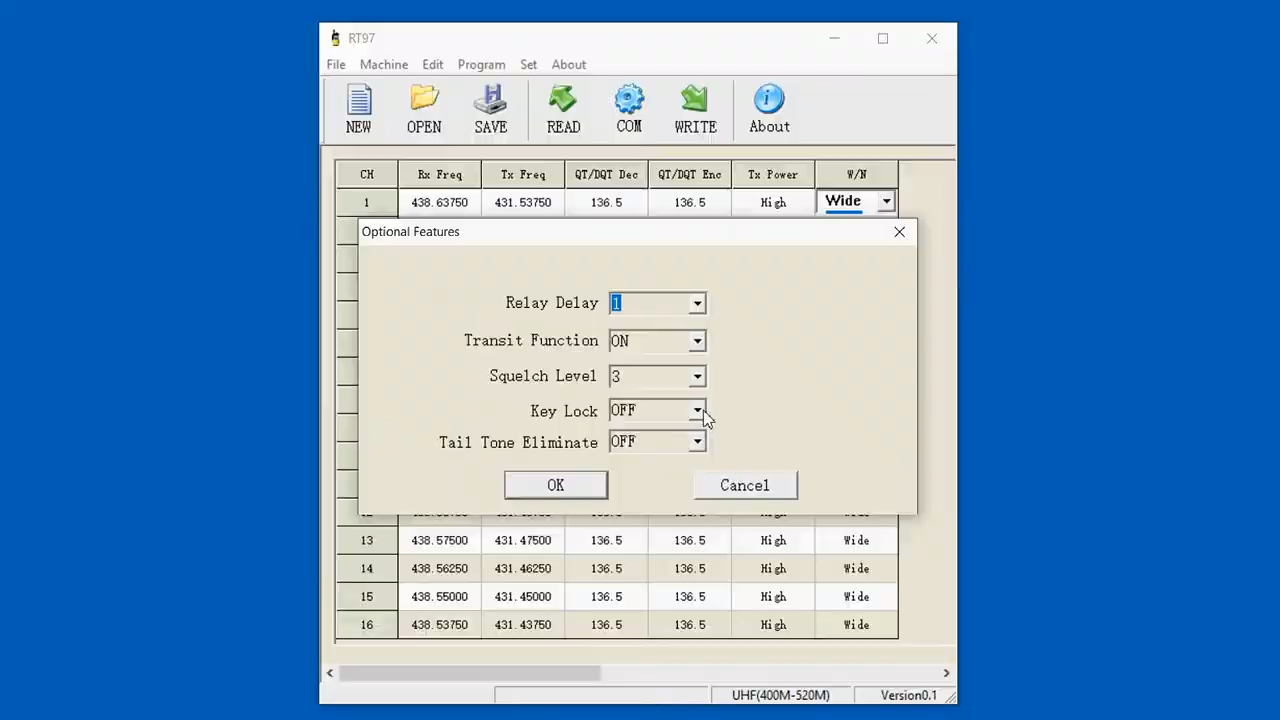 RT97
File Machine Edit Program Set About
NEW OPEN SAVE READ COM WRITE About
CH Rx Freq Tx Freq QT/DQT Dec QT/DQT Enc Tx Power W/N
1 438.63750 431.53750 136.5 136.5 High Wide
Optional Features
Relay Delay 1
Transit Function ON
Squelch Level 3
Key Lock OFF
Tail Tone Eliminate OFF
OK Cancel
13 438.57500 431.47500 136.5 136.5 High Wide
14 438.56250 431.46250 136.5 136.5 High Wide
15 438.55000 431.45000 136.5 136.5 High Wide
16 438.53750 431.43750 136.5 136.5 High Wide
UHF(400M-520M) Version0.1